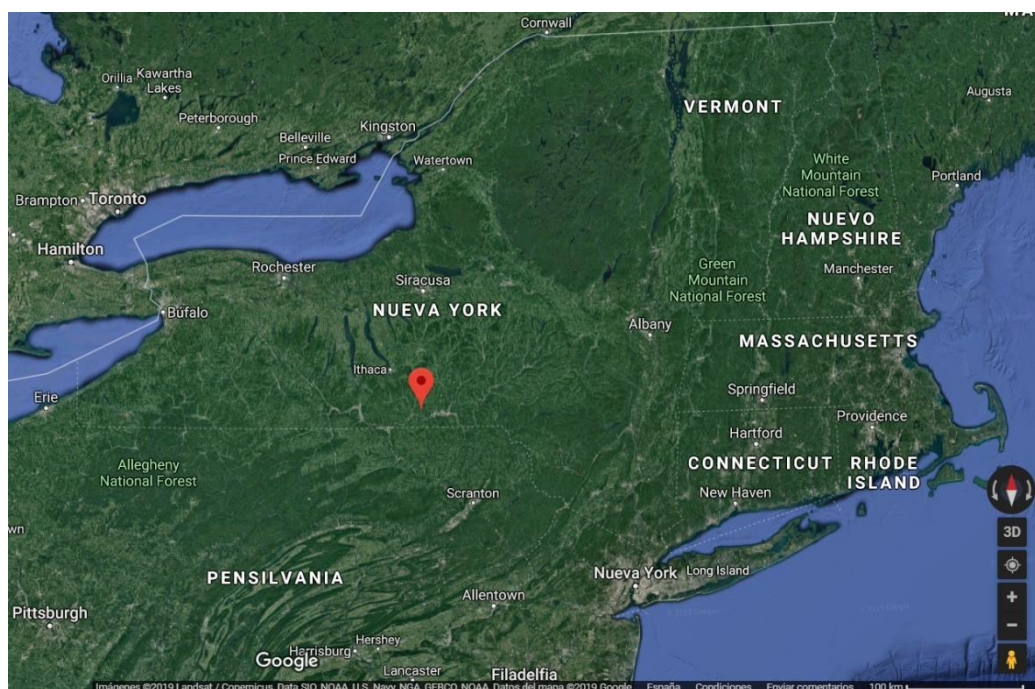 Cornwall
Orillia
Kawartha
Lakes
Augusta
Peterborough
VERMONT
Kingston
Belleville
Prince Edward
Watertown
White
Mountain
National Forest
Portland
Brampton
Toronto
NUEVO
HAMPSHIRE
Hamilton
Rochester
Siracusa
Green
Mountain
National Forest
Manchester
NUEVA YORK
Búfalo
Albany
MASSACHUSETTS
Ithaca
Erie
Springfield
Providence
Hartford
Allegheny
National Forest
CONNECTICUT
RHODE
ISLAND
Scranton
New Haven
wn
3D
PENSILVANIA
Nueva York
Long Island
Allentown
Pittsburgh
Hershey
Harrisburg
Google
Lancaster
Filadelfia
Imágenes ©2019 Landsat / Copernicus, Data SIO, NOAA, U.S. Navy, NGA, GEBCO, NOAA, Datos del mapa ©2019 Google España Condiciones Enviar comentarios 100 km